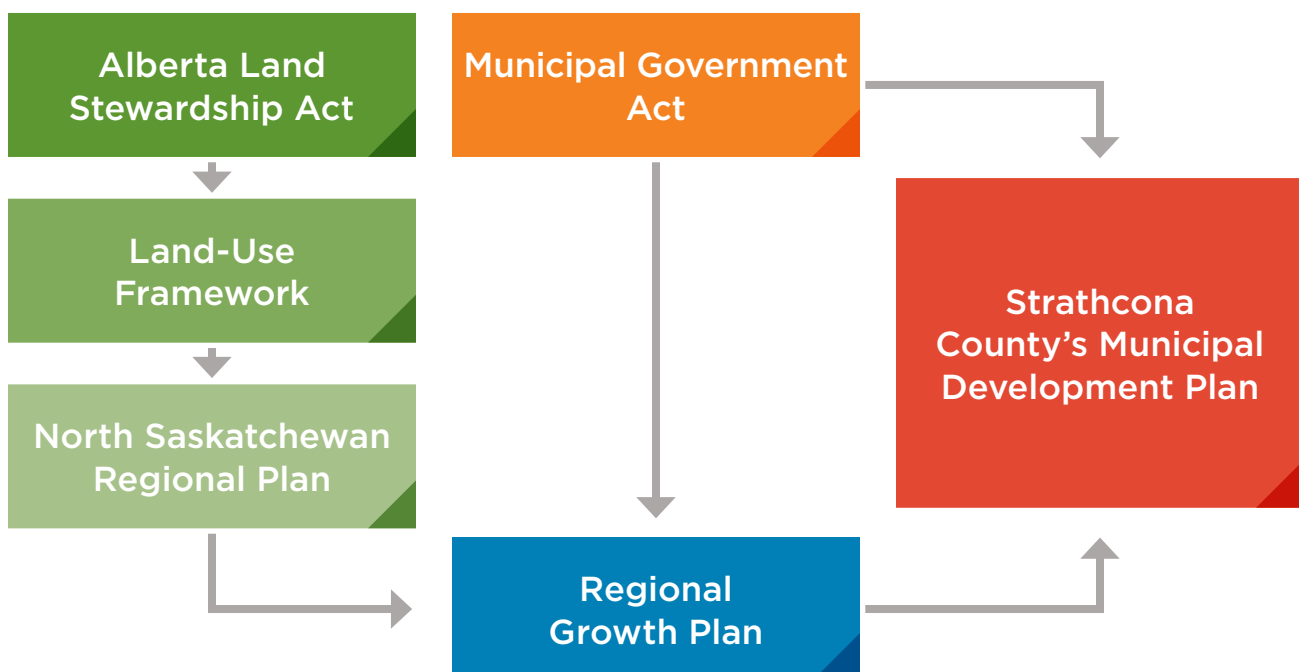 Alberta Land
Stewardship Act
Municipal Government
Act
Land-Use
Framework
North Saskatchewan
Regional Plan
Strathcona
County’s Municipal
Development Plan
Regional
Growth Plan